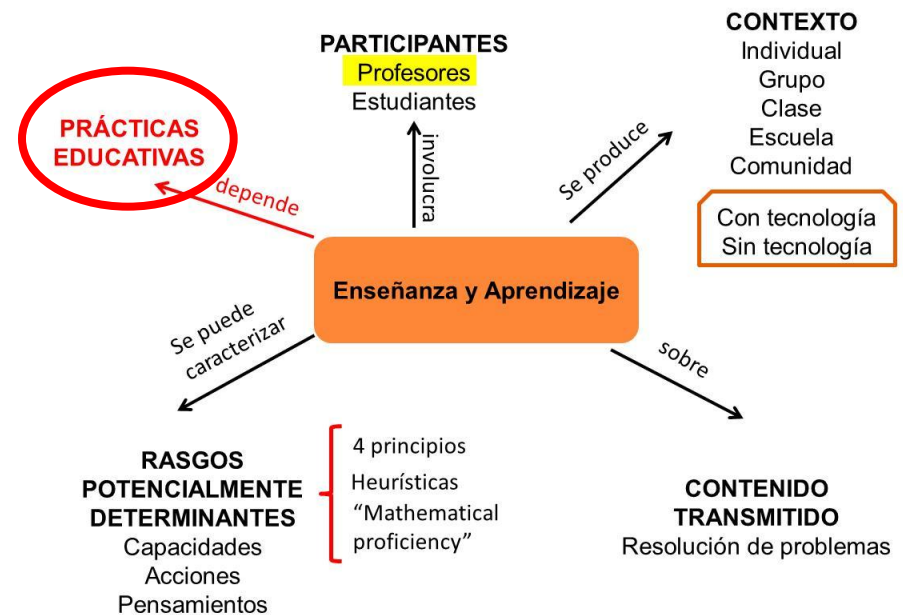 PARTICIPANTES
Profesores
Estudiantes
CONTEXTO
Individual
Grupo
Clase
Escuela
Comunidad
Con tecnología
Sin tecnología
PRÁCTICAS
EDUCATIVAS
depende
involucra
Se produce
Enseñanza y Aprendizaje
Se puede
caracterizar
sobre
RASGOS
POTENCIALMENTE
DETERMINANTES
Capacidades
Acciones
Pensamientos
4 principios
Heurísticas
“Mathematical
proficiency”
CONTENIDO
TRANSMITIDO
Resolución de problemas